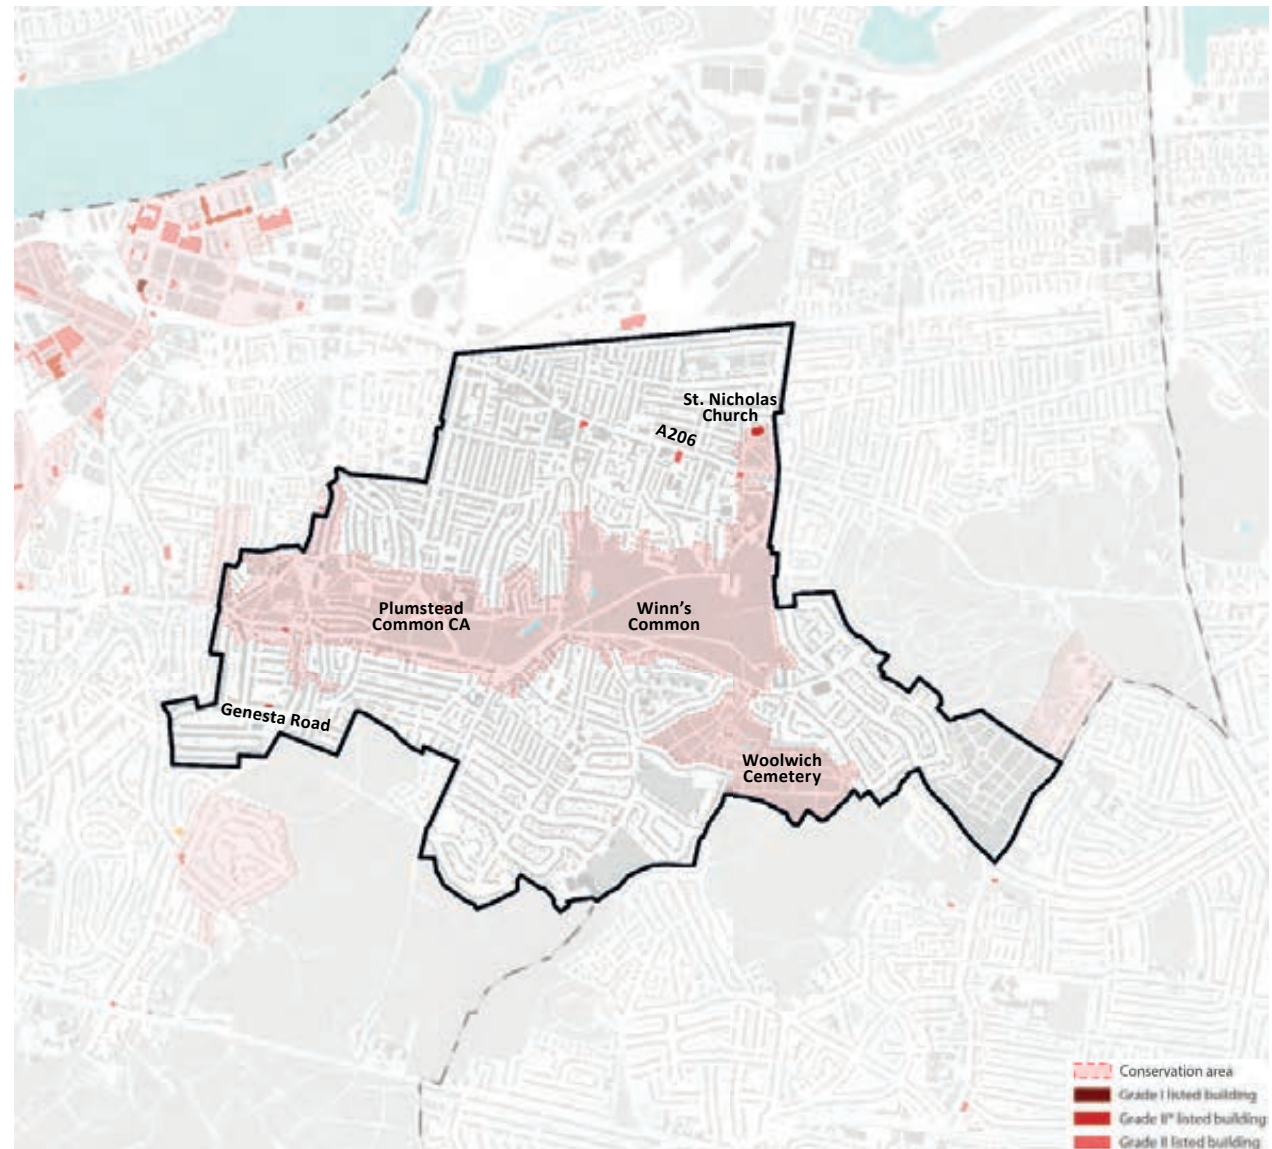 St. Nicholas
Church
A206
Plumstead
Common CA
Winn's
Common
Genesta Road
Woolwich
Cemetery
Conservation area
Grade I listed building
Grade II* listed building
Grade II listed building